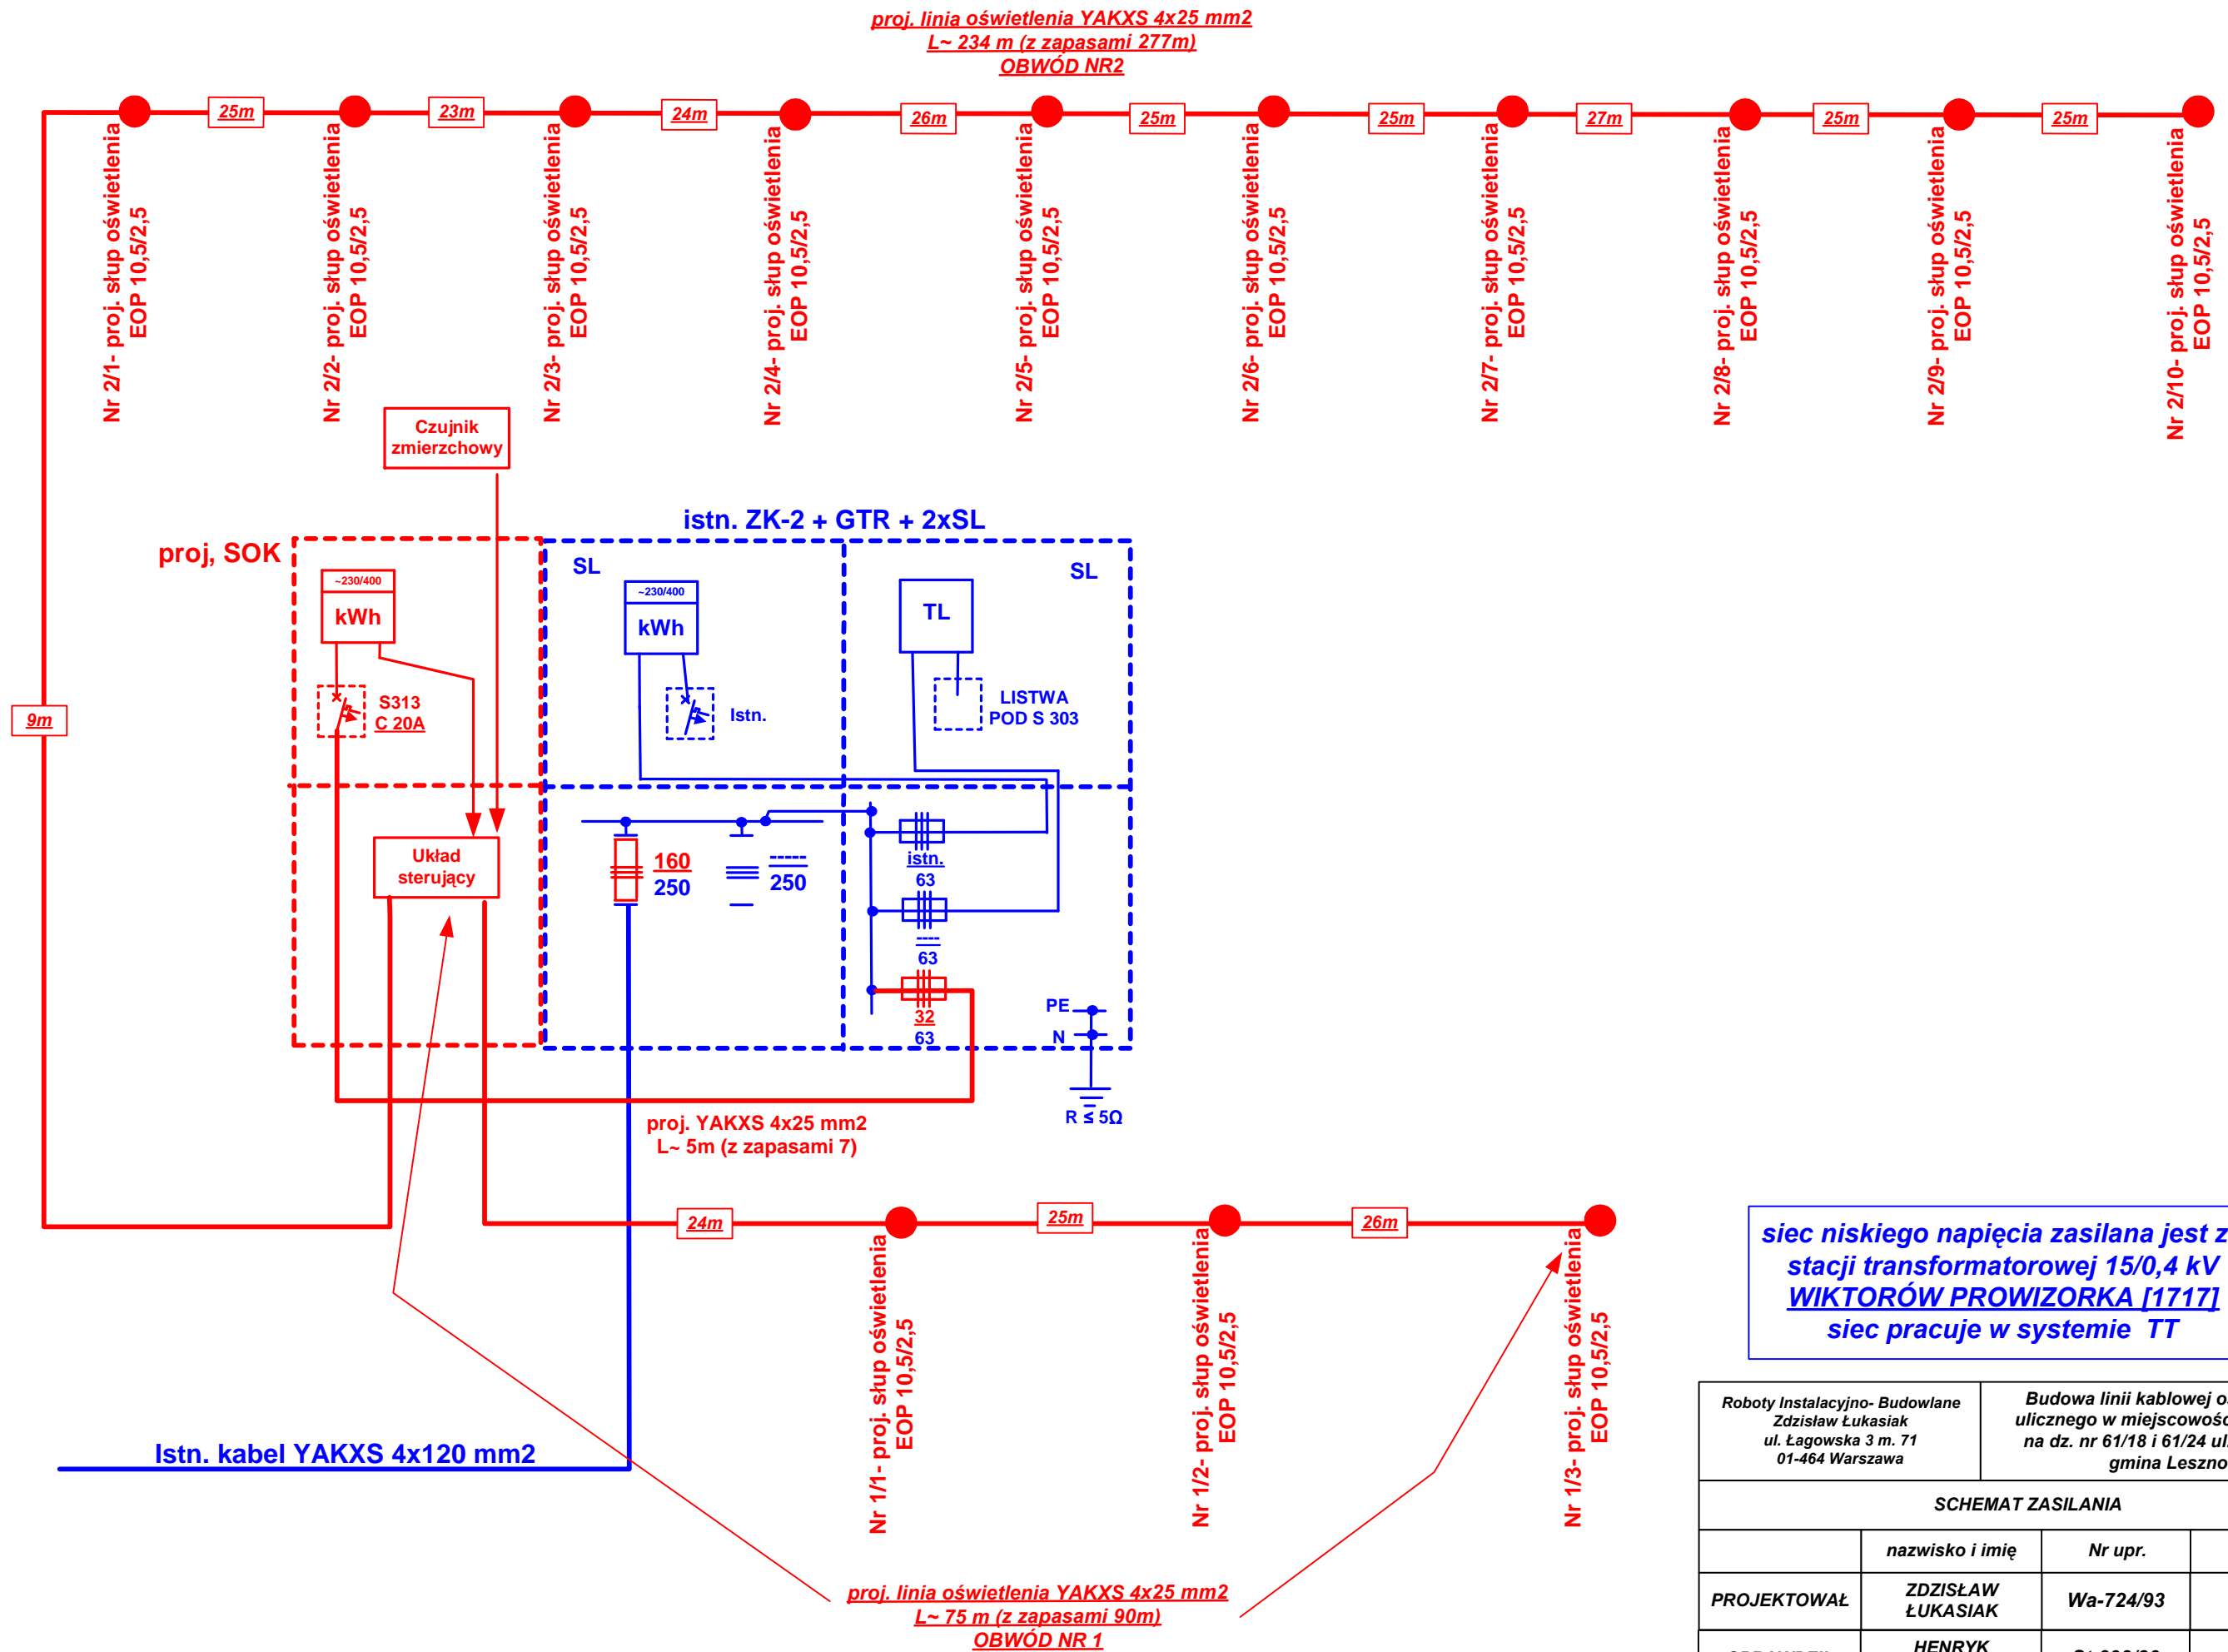 proj. linia oświetlenia YAKXS 4x25 mm2
L~ 234 m (z zapasami 277m)
OBWÓD NR2
25m
23m
24m
26m
25m
25m
27m
25m
25m
Nr 2/1- proj. słup oświetlenia
EOP 10,5/2,5
Nr 2/2- proj. słup oświetlenia
EOP 10,5/2,5
Nr 2/3- proj. słup oświetlenia
EOP 10,5/2,5
Nr 2/4- proj. słup oświetlenia
EOP 10,5/2,5
Nr 2/5- proj. słup oświetlenia
EOP 10,5/2,5
Nr 2/6- proj. słup oświetlenia
EOP 10,5/2,5
Nr 2/7- proj. słup oświetlenia
EOP 10,5/2,5
Nr 2/8- proj. słup oświetlenia
EOP 10,5/2,5
Nr 2/9- proj. słup oświetlenia
EOP 10,5/2,5
Nr 2/10- proj. słup oświetlenia
EOP 10,5/2,5
Czujnik
zmierzchowy
istn. ZK-2 + GTR + 2xSL
proj, SOK
~230/400
kWh
S313
C 20A
9m
SL
~230/400
kWh
Istn.
SL
TL
LISTWA
POD S 303
Układ
sterujący
160
250
-----
250
istn.
63
----
63
32
63
PE
N
R ≤ 5Ω
proj. YAKXS 4x25 mm2
L~ 5m (z zapasami 7)
24m
25m
26m
Nr 1/1- proj. słup oświetlenia
EOP 10,5/2,5
Nr 1/2- proj. słup oświetlenia
EOP 10,5/2,5
Nr 1/3- proj. słup oświetlenia
EOP 10,5/2,5
Istn. kabel YAKXS 4x120 mm2
proj. linia oświetlenia YAKXS 4x25 mm2
L~ 75 m (z zapasami 90m)
OBWÓD NR 1
siec niskiego napięcia zasilana jest z
stacji transformatorowej 15/0,4 kV
WIKTORÓW PROWIZORKA [1717]
siec pracuje w systemie TT
Roboty Instalacyjno- Budowlane
Zdzisław Łukasiak
ul. Łagowska 3 m. 71
01-464 Warszawa
Budowa linii kablowej
ulicznego w
na dz. nr 61/18 i 61/24
gmina Leszno
SCHEMAT ZASILANIA
nazwisko i imię
Nr upr.
PROJEKTOWAŁ
ZDZISŁAW
ŁUKASIAK
Wa-724/93
HENRYK